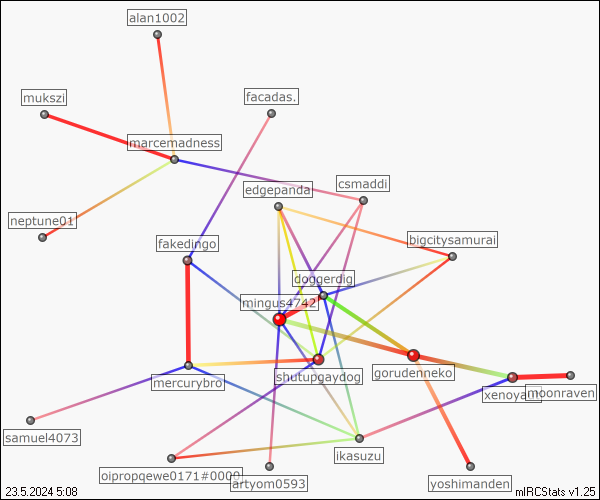 alan1002
mukszi
facadas.
marcemadness
csmaddi
edgepanda
neptune01
fakedingo
bigcitysamurai
doggerdig
mingus4742
gorudenneko
shutupgaydog
mercurybro
moonraven
samuel4073
ikasuzu
oipropqewe0171#0000
artyom0593
yoshimanden
23.5.2024 5:08
mIRCStats v1.25